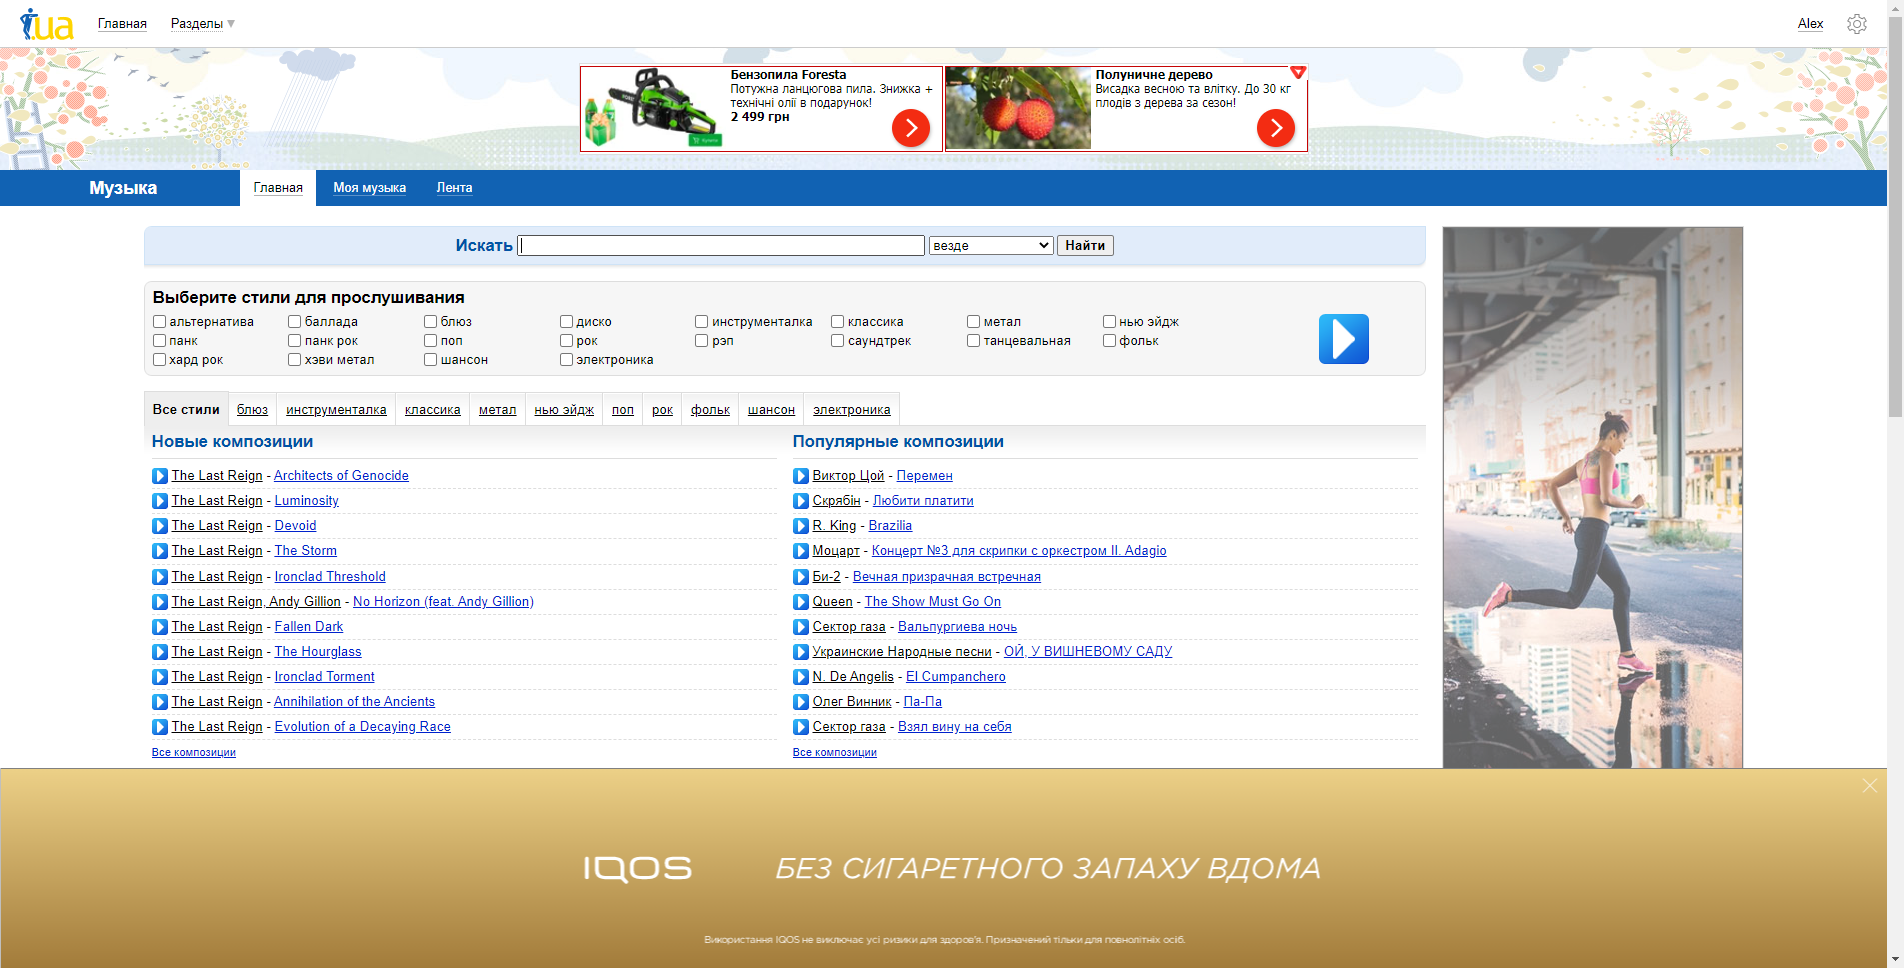 i.ua Главная Разделы Alex
Бензопила Foresta
Потужна ланцюгова пила. Знижка +
технічні олії в подарунок!
2 499 грн
Полуничне дерево
Висадка весною та влітку. До 30 кг
плодів з дерева за сезон!
Музыка Главная Моя музыка Лента
Искать везде Найти
Выберите стили для прослушивания
альтернатива баллада блюз диско инструменталка классика метал нью эйдж
панк панк рок поп рок рэп саундтрек танцевальная фольк
хард рок хэви метал шансон электроника
Все стили блюз инструменталка классика метал нью эйдж поп рок фольк шансон электроника
Новые композиции
The Last Reign - Architects of Genocide
The Last Reign - Luminosity
The Last Reign - Devoid
The Last Reign - The Storm
The Last Reign - Ironclad Threshold
The Last Reign, Andy Gillion - No Horizon (feat. Andy Gillion)
The Last Reign - Fallen Dark
The Last Reign - The Hourglass
The Last Reign - Ironclad Torment
The Last Reign - Annihilation of the Ancients
The Last Reign - Evolution of a Decaying Race
Все композиции
Популярные композиции
Виктор Цой - Перемен
Скрябін - Любити платити
R. King - Brazilia
Моцарт - Концерт №3 для скрипки с оркестром II. Adagio
Би-2 - Вечная призрачная встречная
Queen - The Show Must Go On
Сектор газа - Вальпургиева ночь
Украинские Народные песни - ОЙ, У ВИШНЕВОМУ САДУ
N. De Angelis - El Cumpanchero
Олег Винник - Па-Па
Сектор газа - Взял вину на себя
Все композиции
IQOS БЕЗ СИГАРЕТНОГО ЗАПАХУ ВДОМА
Використання IQOS не виключає усі ризики для здоров'я. Призначений тільки для повнолітніх осіб.